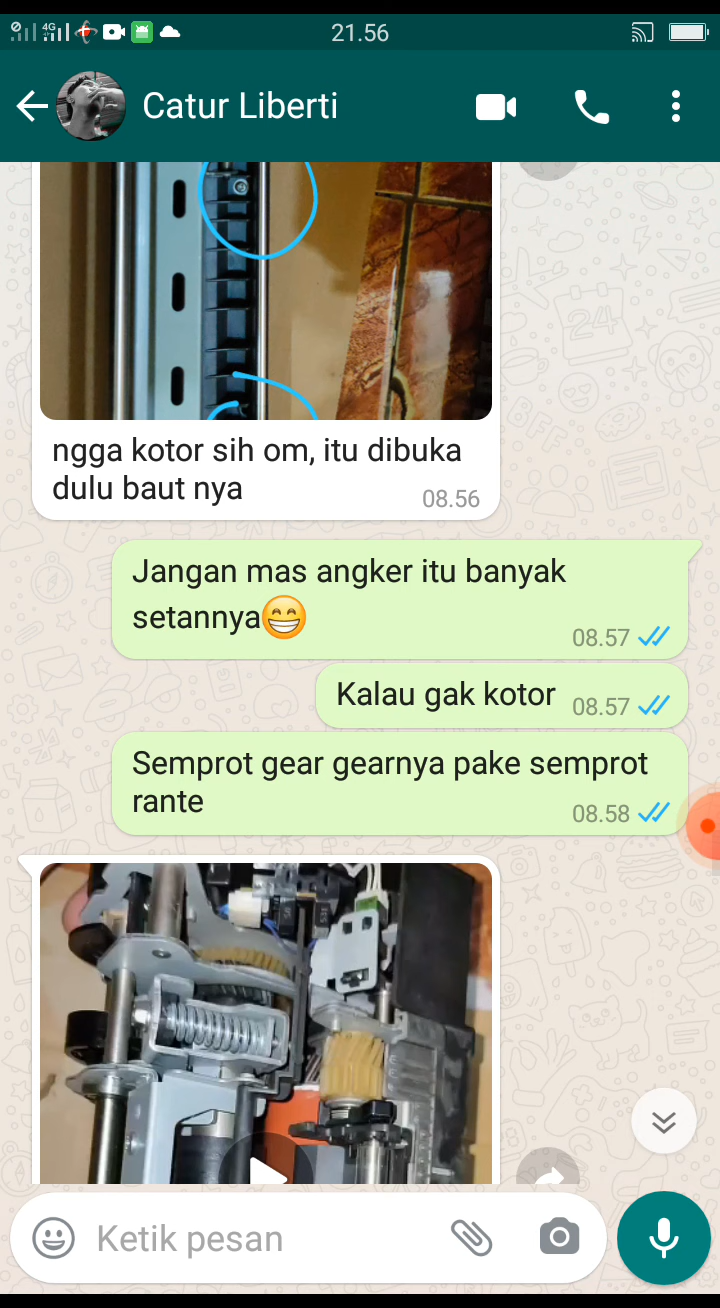 4G
21.56
Catur Liberti
ngga kotor sih om, itu dibuka
dulu baut nya
08.56
Jangan mas angker itu banyak
setannya😁
08.57
Kalau gak kotor
08.57
Semprot gear gearnya pake semprot
rante
08.58
Ketik pesan